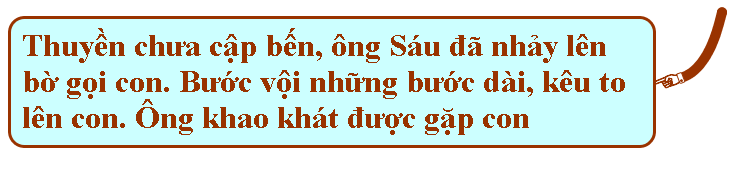 Thuyền chưa cập bến, ông Sáu đã nhảy lên
bờ gọi con. Bước vội những bước dài, kêu to
lên con. Ông khao khát được gặp con